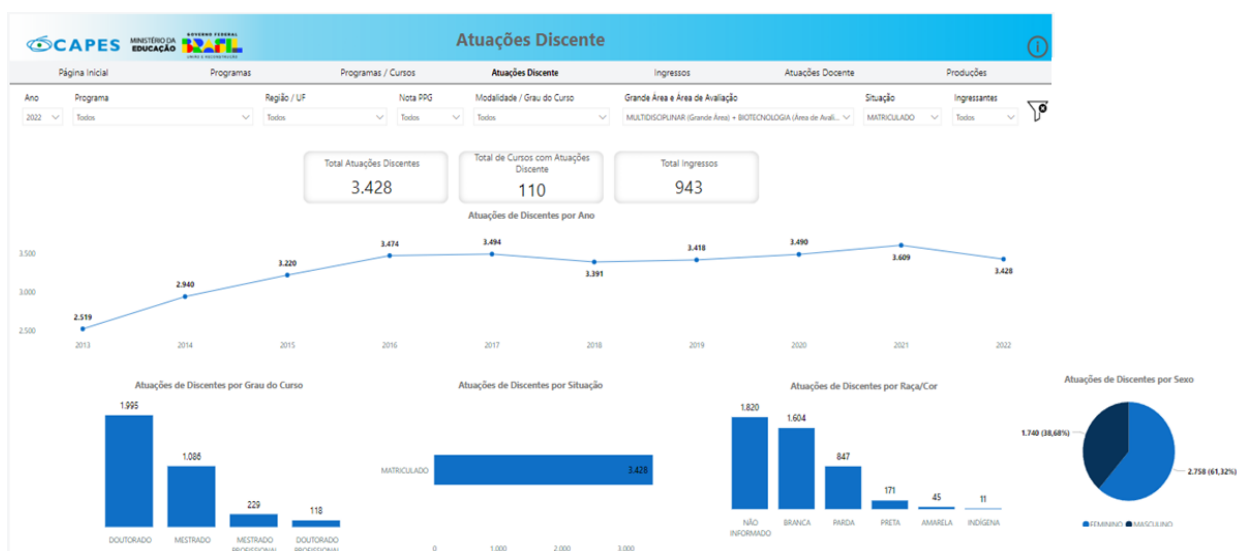 CAPES
MINISTÉRIO DA
EDUCAÇÃO
GOVERNO FEDERAL
BRASIL
UNIÃO E RECONSTRUÇÃO
Atuações Discente
Página Inicial
Programas
Programas / Cursos
Atuações Discente
Ingressos
Atuações Docente
Produções
Ano
Programa
Região / UF
Nota PPG
Modalidade / Grau do Curso
Grande Área e Área de Avaliação
Situação
Ingressantes
2022
Todos
Todos
Todos
Todos
MULTIDISCIPLINAR (Grande Área) + BIOTECNOLOGIA (Área de Avali...
MATRICULADO
Todos
Total Atuações Discentes
3.428
Total de Cursos com Atuações
Discente
110
Total Ingressos
943
Atuações de Discentes por Ano
3.500
3.000
2.500
2.519
2.940
3.220
3.474
3.494
3.391
3.418
3.490
3.609
3.428
2013
2014
2015
2016
2017
2018
2019
2020
2021
2022
Atuações de Discentes por Grau do Curso
1.995
1.086
229
118
DOUTORADO
MESTRADO
MESTRADO
PROFISSIONAL
DOUTORADO
PROFISSIONAL
Atuações de Discentes por Situação
MATRICULADO
3.428
0
1.000
2.000
3.000
Atuações de Discentes por Raça/Cor
1.820
1.604
847
171
45
11
NÃO
INFORMADO
BRANCA
PARDA
PRETA
AMARELA
INDÍGENA
Atuações de Discentes por Sexo
1.740 (38,68%)
2.758 (61,32%)
FEMININO
MASCULINO